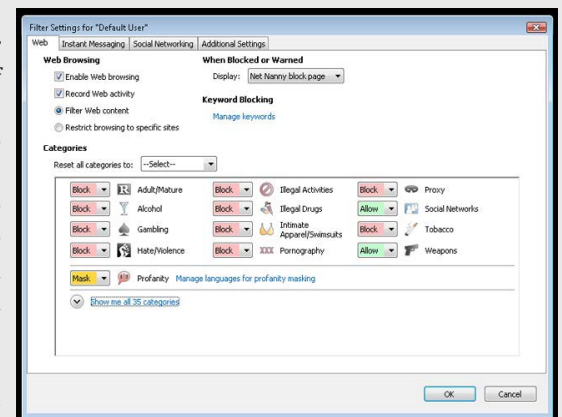 Filter Settings for "Default User"
Web Instant Messaging Social Networking Additional Settings
Web Browsing
Enable Web browsing
Record Web activity
Filter Web content
Restrict browsing to specific sites
When Blocked or Warned
Display: Net Nanny block page
Keyword Blocking
Manage keywords
Categories
Reset all categories to: --Select--
Block R Adult/Mature Block Illegal Activities Block Proxy
Block Alcohol Block Illegal Drugs Allow Social Networks
Block Gambling Block Intimate Apparel/Swimsuits Block Tobacco
Block Hate/Violence Block XXX Pornography Allow Weapons
Mask Profanity Manage languages for profanity masking
Show me all 35 categories
OK Cancel